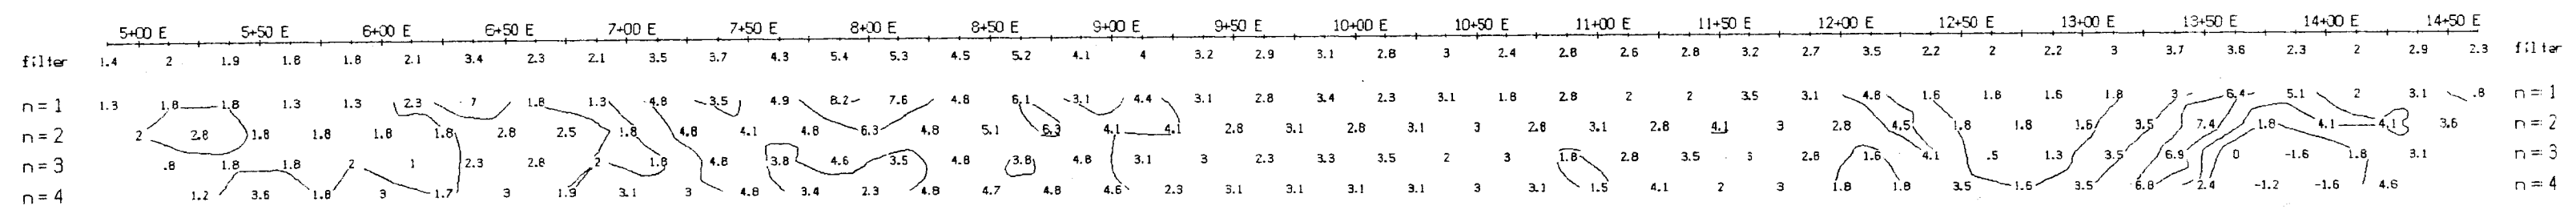 5+00 E 5+50 E 6+00 E 6+50 E 7+00 E 7+50 E 8+00 E 8+50 E 9+00 E 9+50 E 10+00 E 10+50 E 11+00 E 11+50 E 12+00 E 12+50 E 13+00 E 13+50 E 14+00 E 14+50 E
filter 1.4 2 1.9 1.8 1.8 2.1 3.4 2.3 2.1 3.5 3.7 4.3 5.4 5.3 4.5 5.2 4.1 4 3.2 2.9 3.1 2.8 3 2.4 2.8 2.6 2.8 3.2 2.7 3.5 2.2 2 2.2 3 3.7 3.6 2.3 2 2.9 2.3 filter
n = 1 1.3 1.8 1.8 1.3 1.3 2.3 7 1.8 1.3 4.8 3.5 4.9 8.2 7.6 4.8 6.1 3.1 4.4 3.1 2.8 3.4 2.3 3.1 1.8 2.8 2 2 3.5 3.1 4.8 1.6 1.8 1.6 1.8 3 6.4 5.1 2 3.1 .8 n = 1
n = 2 2 2.8 1.8 1.8 1.8 1.8 2.8 2.5 1.8 4.8 4.1 4.8 6.3 4.8 5.1 6.3 4.1 4.1 2.8 3.1 2.8 3.1 3 2.8 3.1 2.8 4.1 3 2.8 4.5 1.8 1.8 1.6 3.5 7.4 1.8 4.1 4.1 3.6 n = 2
n = 3 .8 1.8 1.8 2 1 2.3 2.8 2 1.8 4.8 3.8 4.6 3.5 4.8 3.8 4.8 3.1 3 2.3 3.3 3.5 2 3 1.8 2.8 3.5 2.8 1.6 4.1 .5 1.3 3.5 6.9 0 -1.6 1.8 3.1 n = 3
n = 4 1.2 3.6 1.8 3 1.7 3 1.9 3.1 3 4.8 3.4 2.3 4.8 4.7 4.8 4.6 2.3 3.1 3.1 3.1 3.1 3 3.1 1.5 4.1 2 3 1.8 1.8 3.5 1.6 3.5 6.8 2.4 -1.2 -1.6 4.6 n = 4